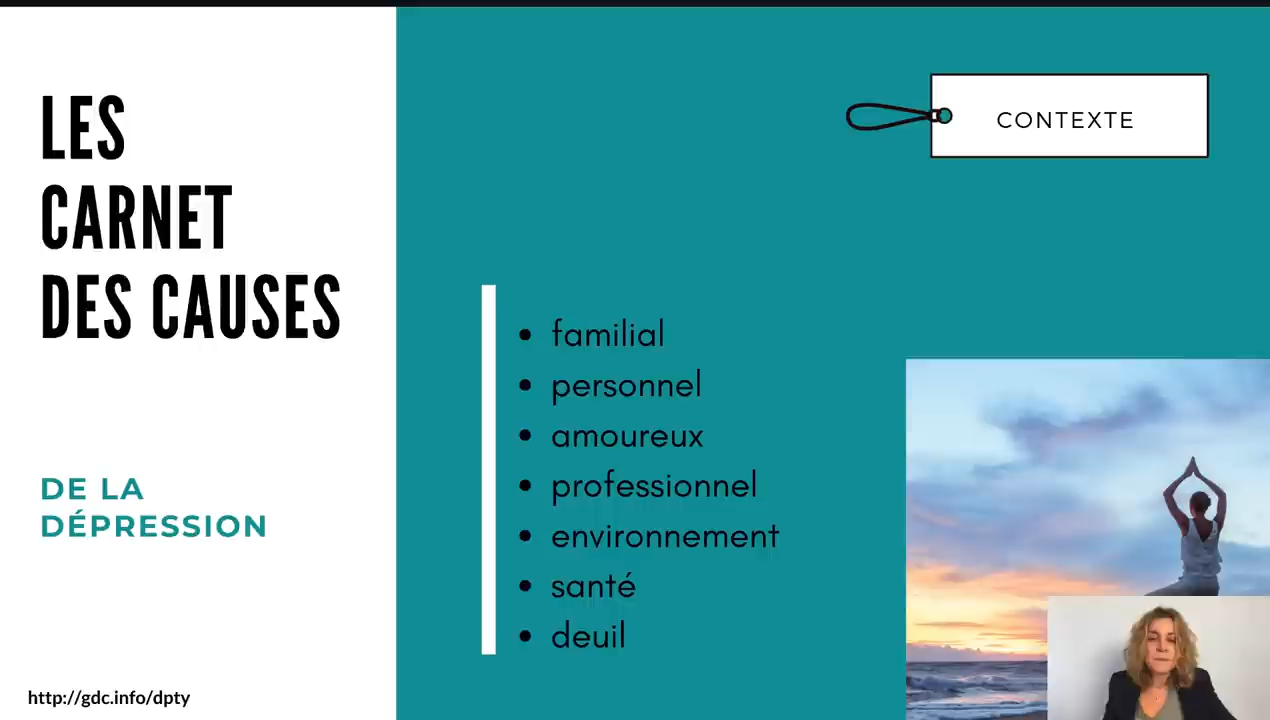 LES
CARNET
DES CAUSES
DE LA
DÉPRESSION
http://gdc.info/dpty
CONTEXTE
• familial
• personnel
• amoureux
• professionnel
• environnement
• santé
• deuil